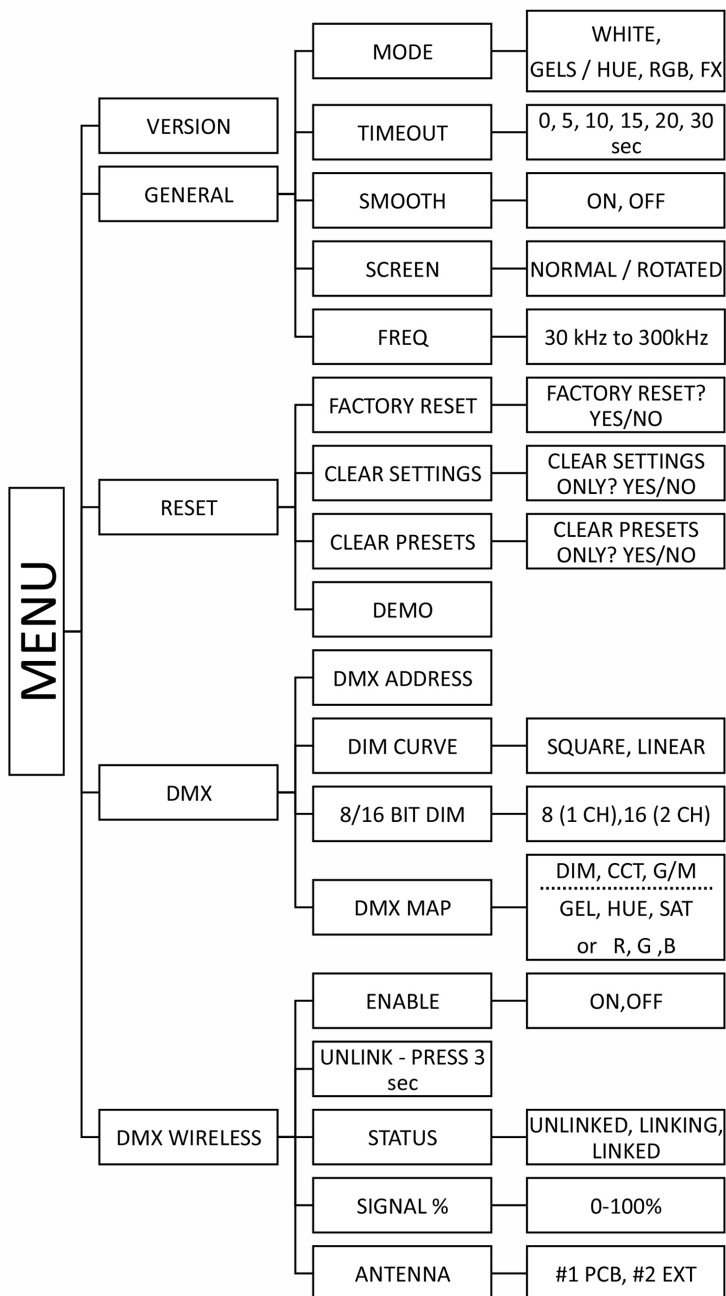 MENU
VERSION
GENERAL
MODE
WHITE,
GELS / HUE, RGB, FX
TIMEOUT
0, 5, 10, 15, 20, 30
sec
SMOOTH
ON, OFF
SCREEN
NORMAL / ROTATED
FREQ
30 kHz to 300kHz
RESET
FACTORY RESET
FACTORY RESET?
YES/NO
CLEAR SETTINGS
CLEAR SETTINGS
ONLY? YES/NO
CLEAR PRESETS
CLEAR PRESETS
ONLY? YES/NO
DEMO
DMX
DMX ADDRESS
DIM CURVE
SQUARE, LINEAR
8/16 BIT DIM
8 (1 CH),16 (2 CH)
DMX MAP
DIM, CCT, G/M
GEL, HUE, SAT
or R, G ,B
DMX WIRELESS
ENABLE
ON,OFF
UNLINK - PRESS 3
sec
STATUS
UNLINKED, LINKING,
LINKED
SIGNAL %
0-100%
ANTENNA
#1 PCB, #2 EXT